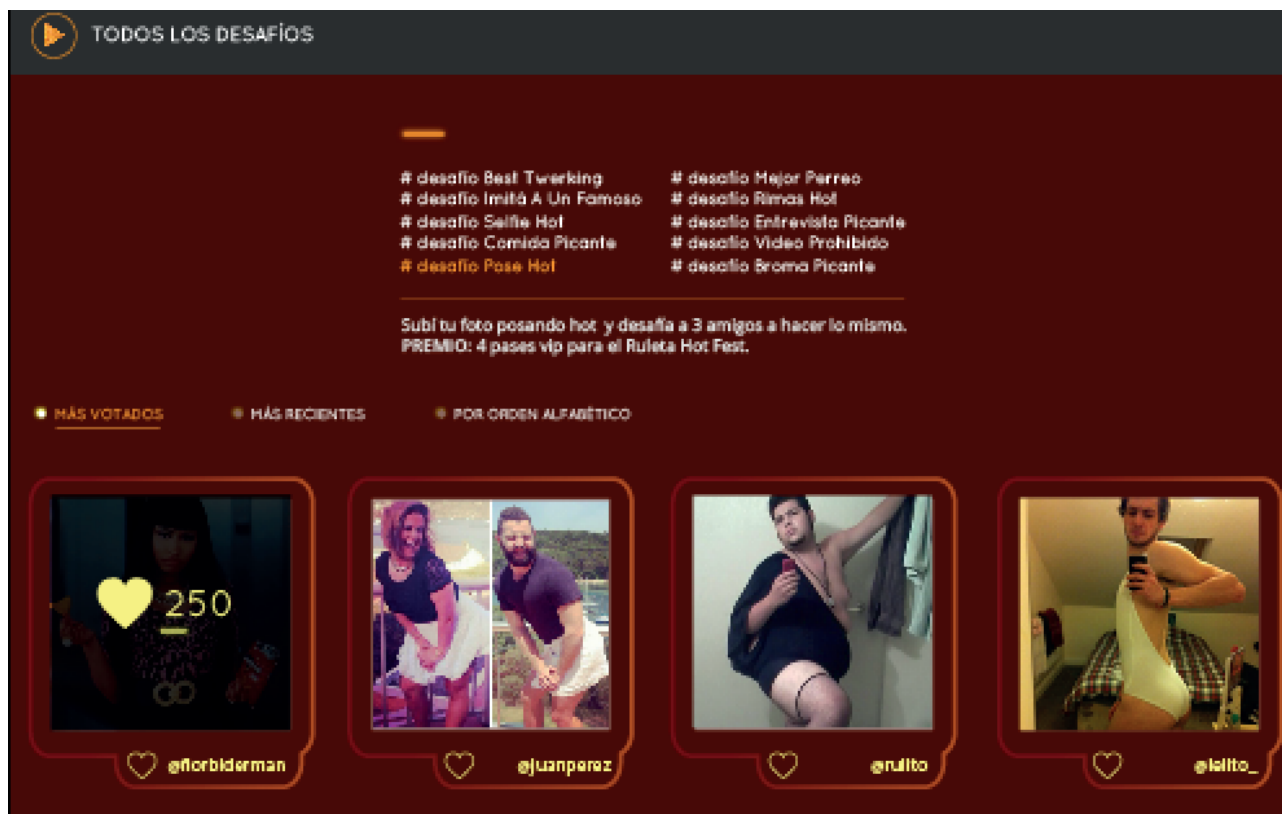 TODOS LOS DESAFÍOS
# desafío Best Twerking
# desafío Imitá A Un Famoso
# desafío Selfie Hot
# desafío Comida Picante
# desafío Pose Hot
# desafío Mejor Perreo
# desafío Rimas Hot
# desafío Entrevista Picante
# desafío Video Prohibido
# desafío Broma Picante
Subí tu foto posando hot y desafía a 3 amigos a hacer lo mismo.
PREMIO: 4 pases vip para el Ruleta Hot Fest.
MÁS VOTADOS
MÁS RECIENTES
POR ORDEN ALFABÉTICO
250
@florbiderman
@juanperez
@rulito
@lelito_